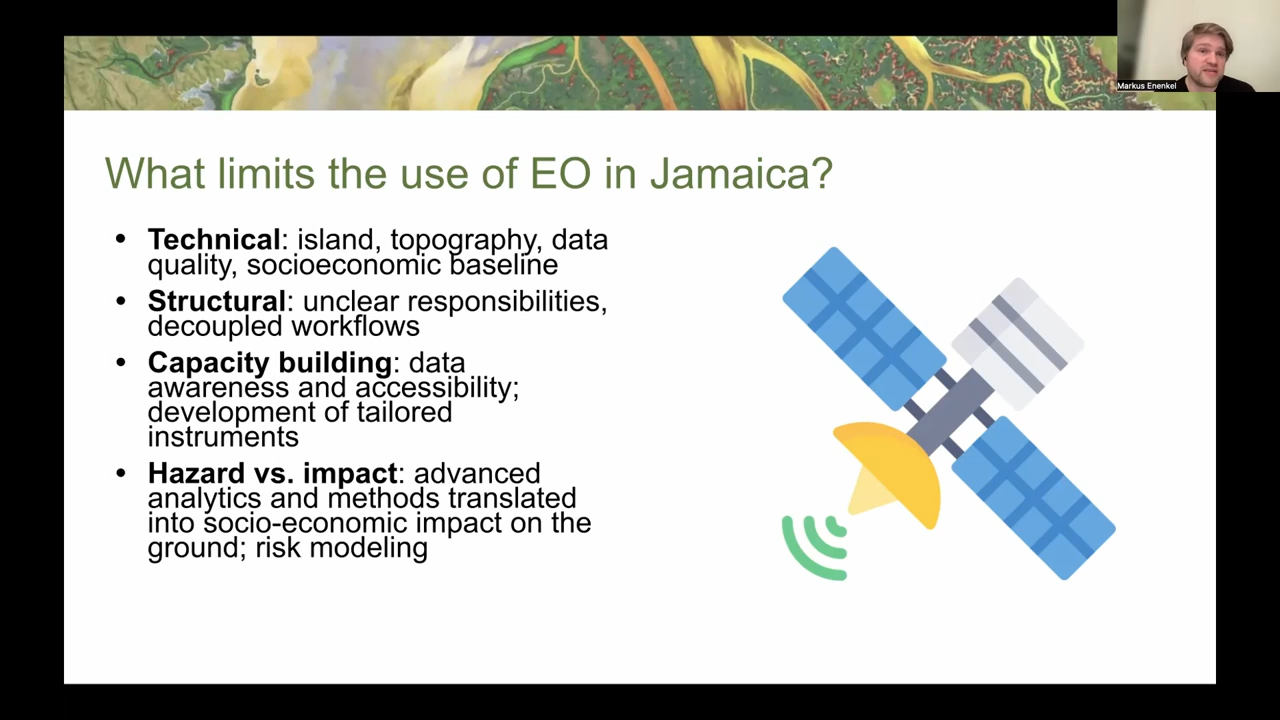 Markus Enenkel
What limits the use of EO in Jamaica?
• Technical: island, topography, data
quality, socioeconomic baseline
• Structural: unclear responsibilities,
decoupled workflows
• Capacity building: data
awareness and accessibility;
development of tailored
instruments
• Hazard vs. impact: advanced
analytics and methods translated
into socio-economic impact on the
ground; risk modeling